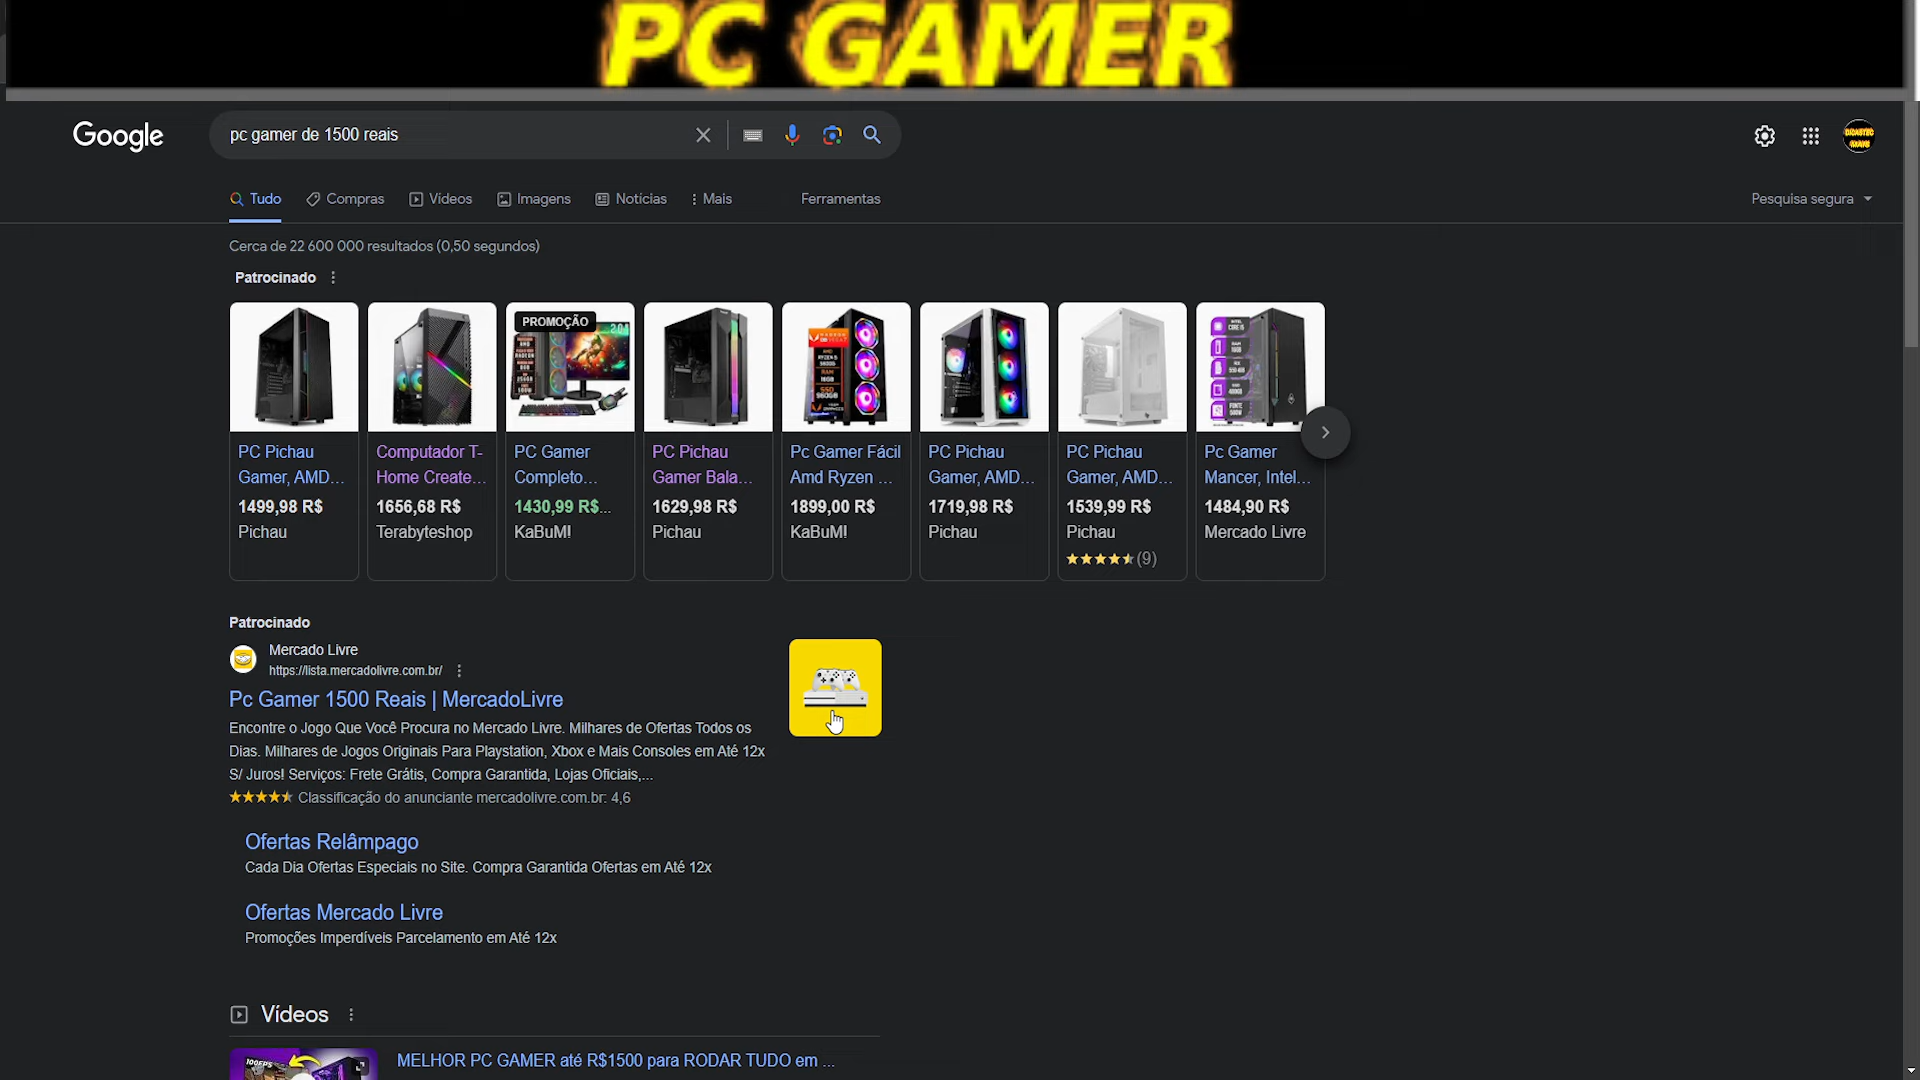 PC GAMER
Google
pc gamer de 1500 reais
Tudo
Compras
Vídeos
Imagens
Notícias
Mais
Ferramentas
Pesquisa segura
Cerca de 22 600 000 resultados (0,50 segundos)
Patrocinado
PROMOÇÃO
PC Pichau
Gamer, AMD...
1499,98 R$
Pichau
Computador T-
Home Create...
1656,68 R$
Terabyteshop
PC Gamer
Completo...
1430,99 R$...
KaBuM!
PC Pichau
Gamer Bala...
1629,98 R$
Pichau
Pc Gamer Fácil
Amd Ryzen ...
1899,00 R$
KaBuM!
PC Pichau
Gamer, AMD...
1719,98 R$
Pichau
PC Pichau
Gamer, AMD...
1539,99 R$
Pichau
(9)
Pc Gamer
Mancer, Intel...
1484,90 R$
Mercado Livre
Patrocinado
Mercado Livre
https://lista.mercadolivre.com.br/
Pc Gamer 1500 Reais | MercadoLivre
Encontre o Jogo Que Você Procura no Mercado Livre. Milhares de Ofertas Todos os
Dias. Milhares de Jogos Originais Para Playstation, Xbox e Mais Consoles em Até 12x
S/ Juros! Serviços: Frete Grátis, Compra Garantida, Lojas Oficiais,...
Classificação do anunciante mercadolivre.com.br: 4,6
Ofertas Relâmpago
Cada Dia Ofertas Especiais no Site. Compra Garantida Ofertas em Até 12x
Ofertas Mercado Livre
Promoções Imperdíveis Parcelamento em Até 12x
Vídeos
100FPS
MELHOR PC GAMER até R$1500 para RODAR TUDO em ...